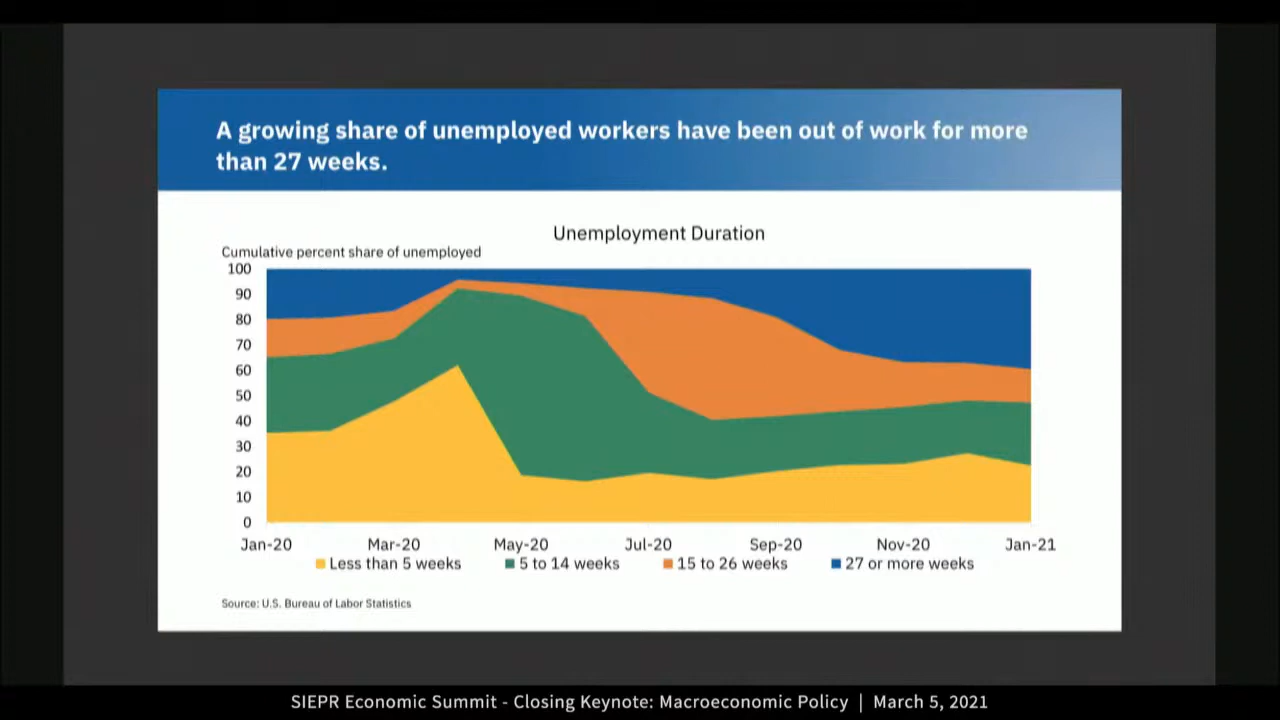 A growing share of unemployed workers have been out of work for more
than 27 weeks.
Unemployment Duration
Cumulative percent share of unemployed
100
90
80
70
60
50
40
30
20
10
0
Jan-20 Mar-20 May-20 Jul-20 Sep-20 Nov-20 Jan-21
Less than 5 weeks 5 to 14 weeks 15 to 26 weeks 27 or more weeks
Source: U.S. Bureau of Labor Statistics
SIEPR Economic Summit - Closing Keynote: Macroeconomic Policy | March 5, 2021